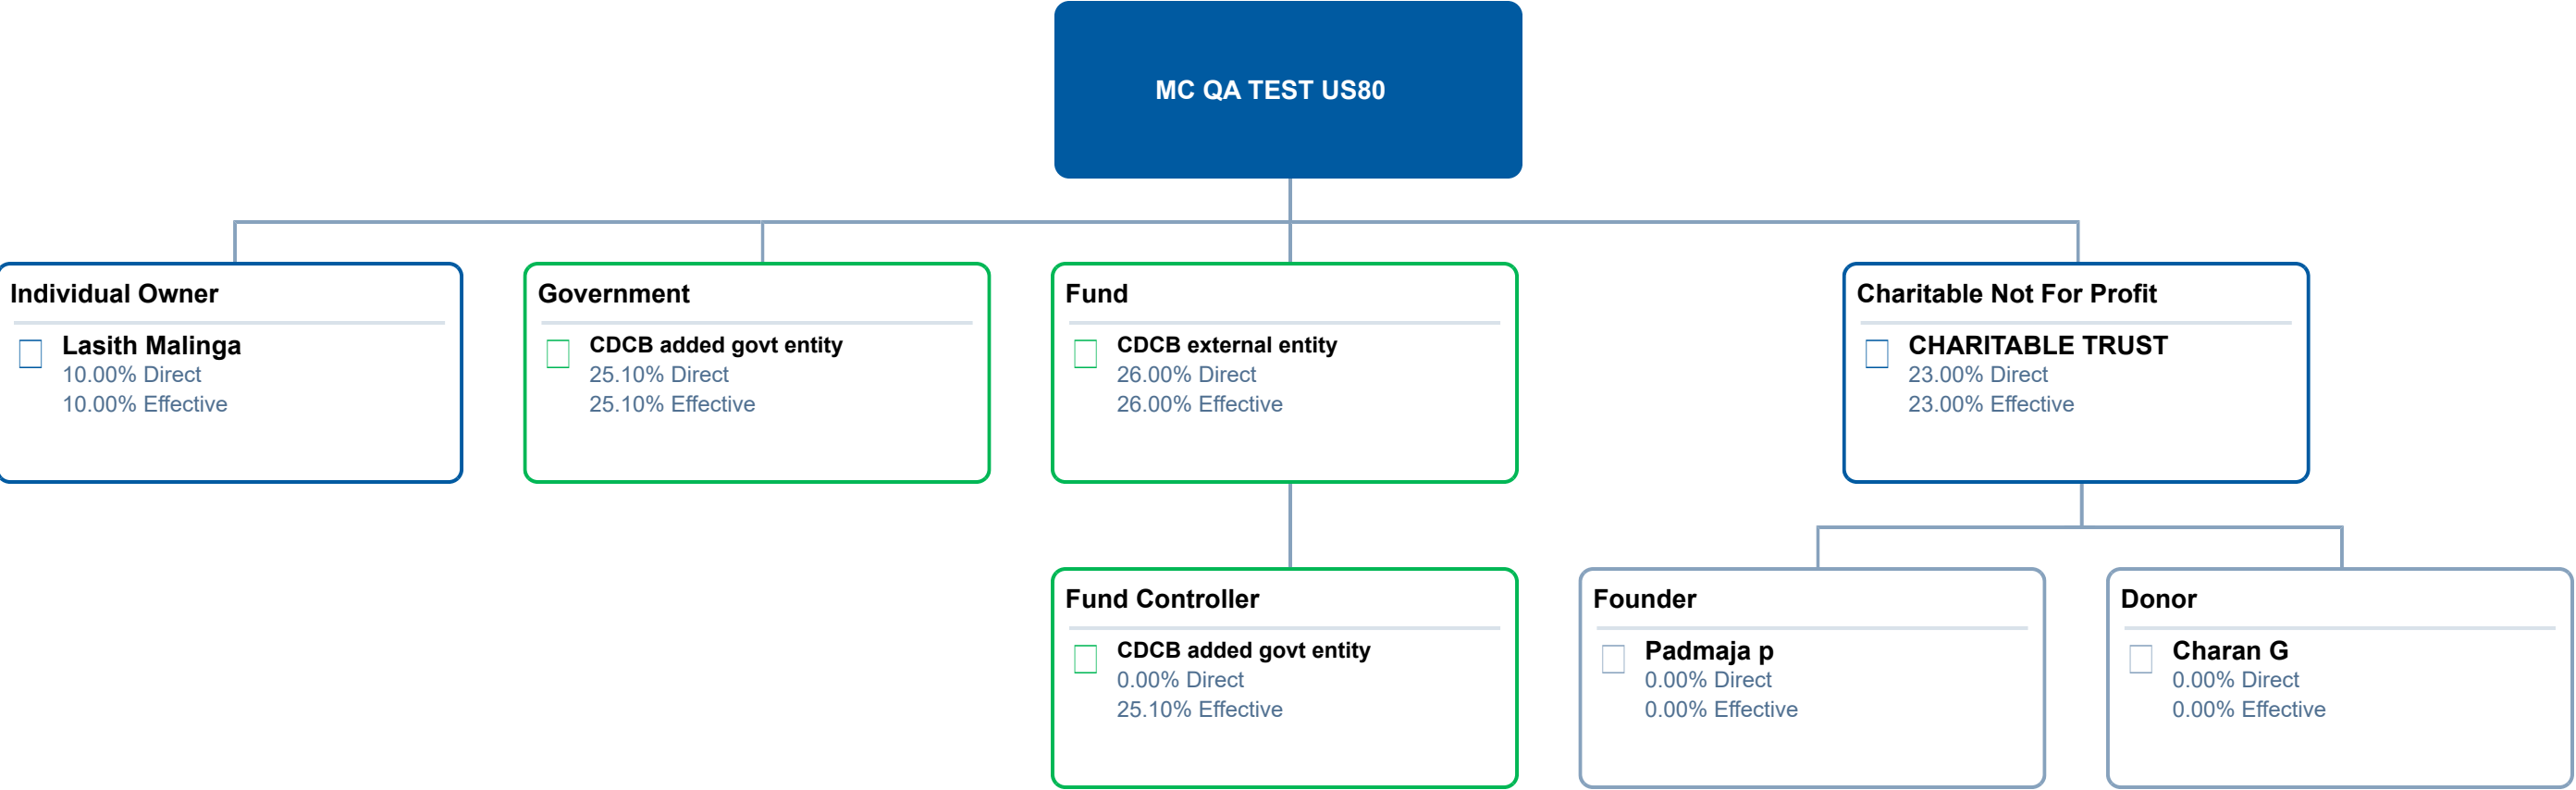 MC QA TEST US80
Individual Owner
Lasith Malinga
10.00% Direct
10.00% Effective
Government
CDCB added govt entity
25.10% Direct
25.10% Effective
Fund
CDCB external entity
26.00% Direct
26.00% Effective
Charitable Not For Profit
CHARITABLE TRUST
23.00% Direct
23.00% Effective
Fund Controller
CDCB added govt entity
0.00% Direct
25.10% Effective
Founder
Padmaja p
0.00% Direct
0.00% Effective
Donor
Charan G
0.00% Direct
0.00% Effective